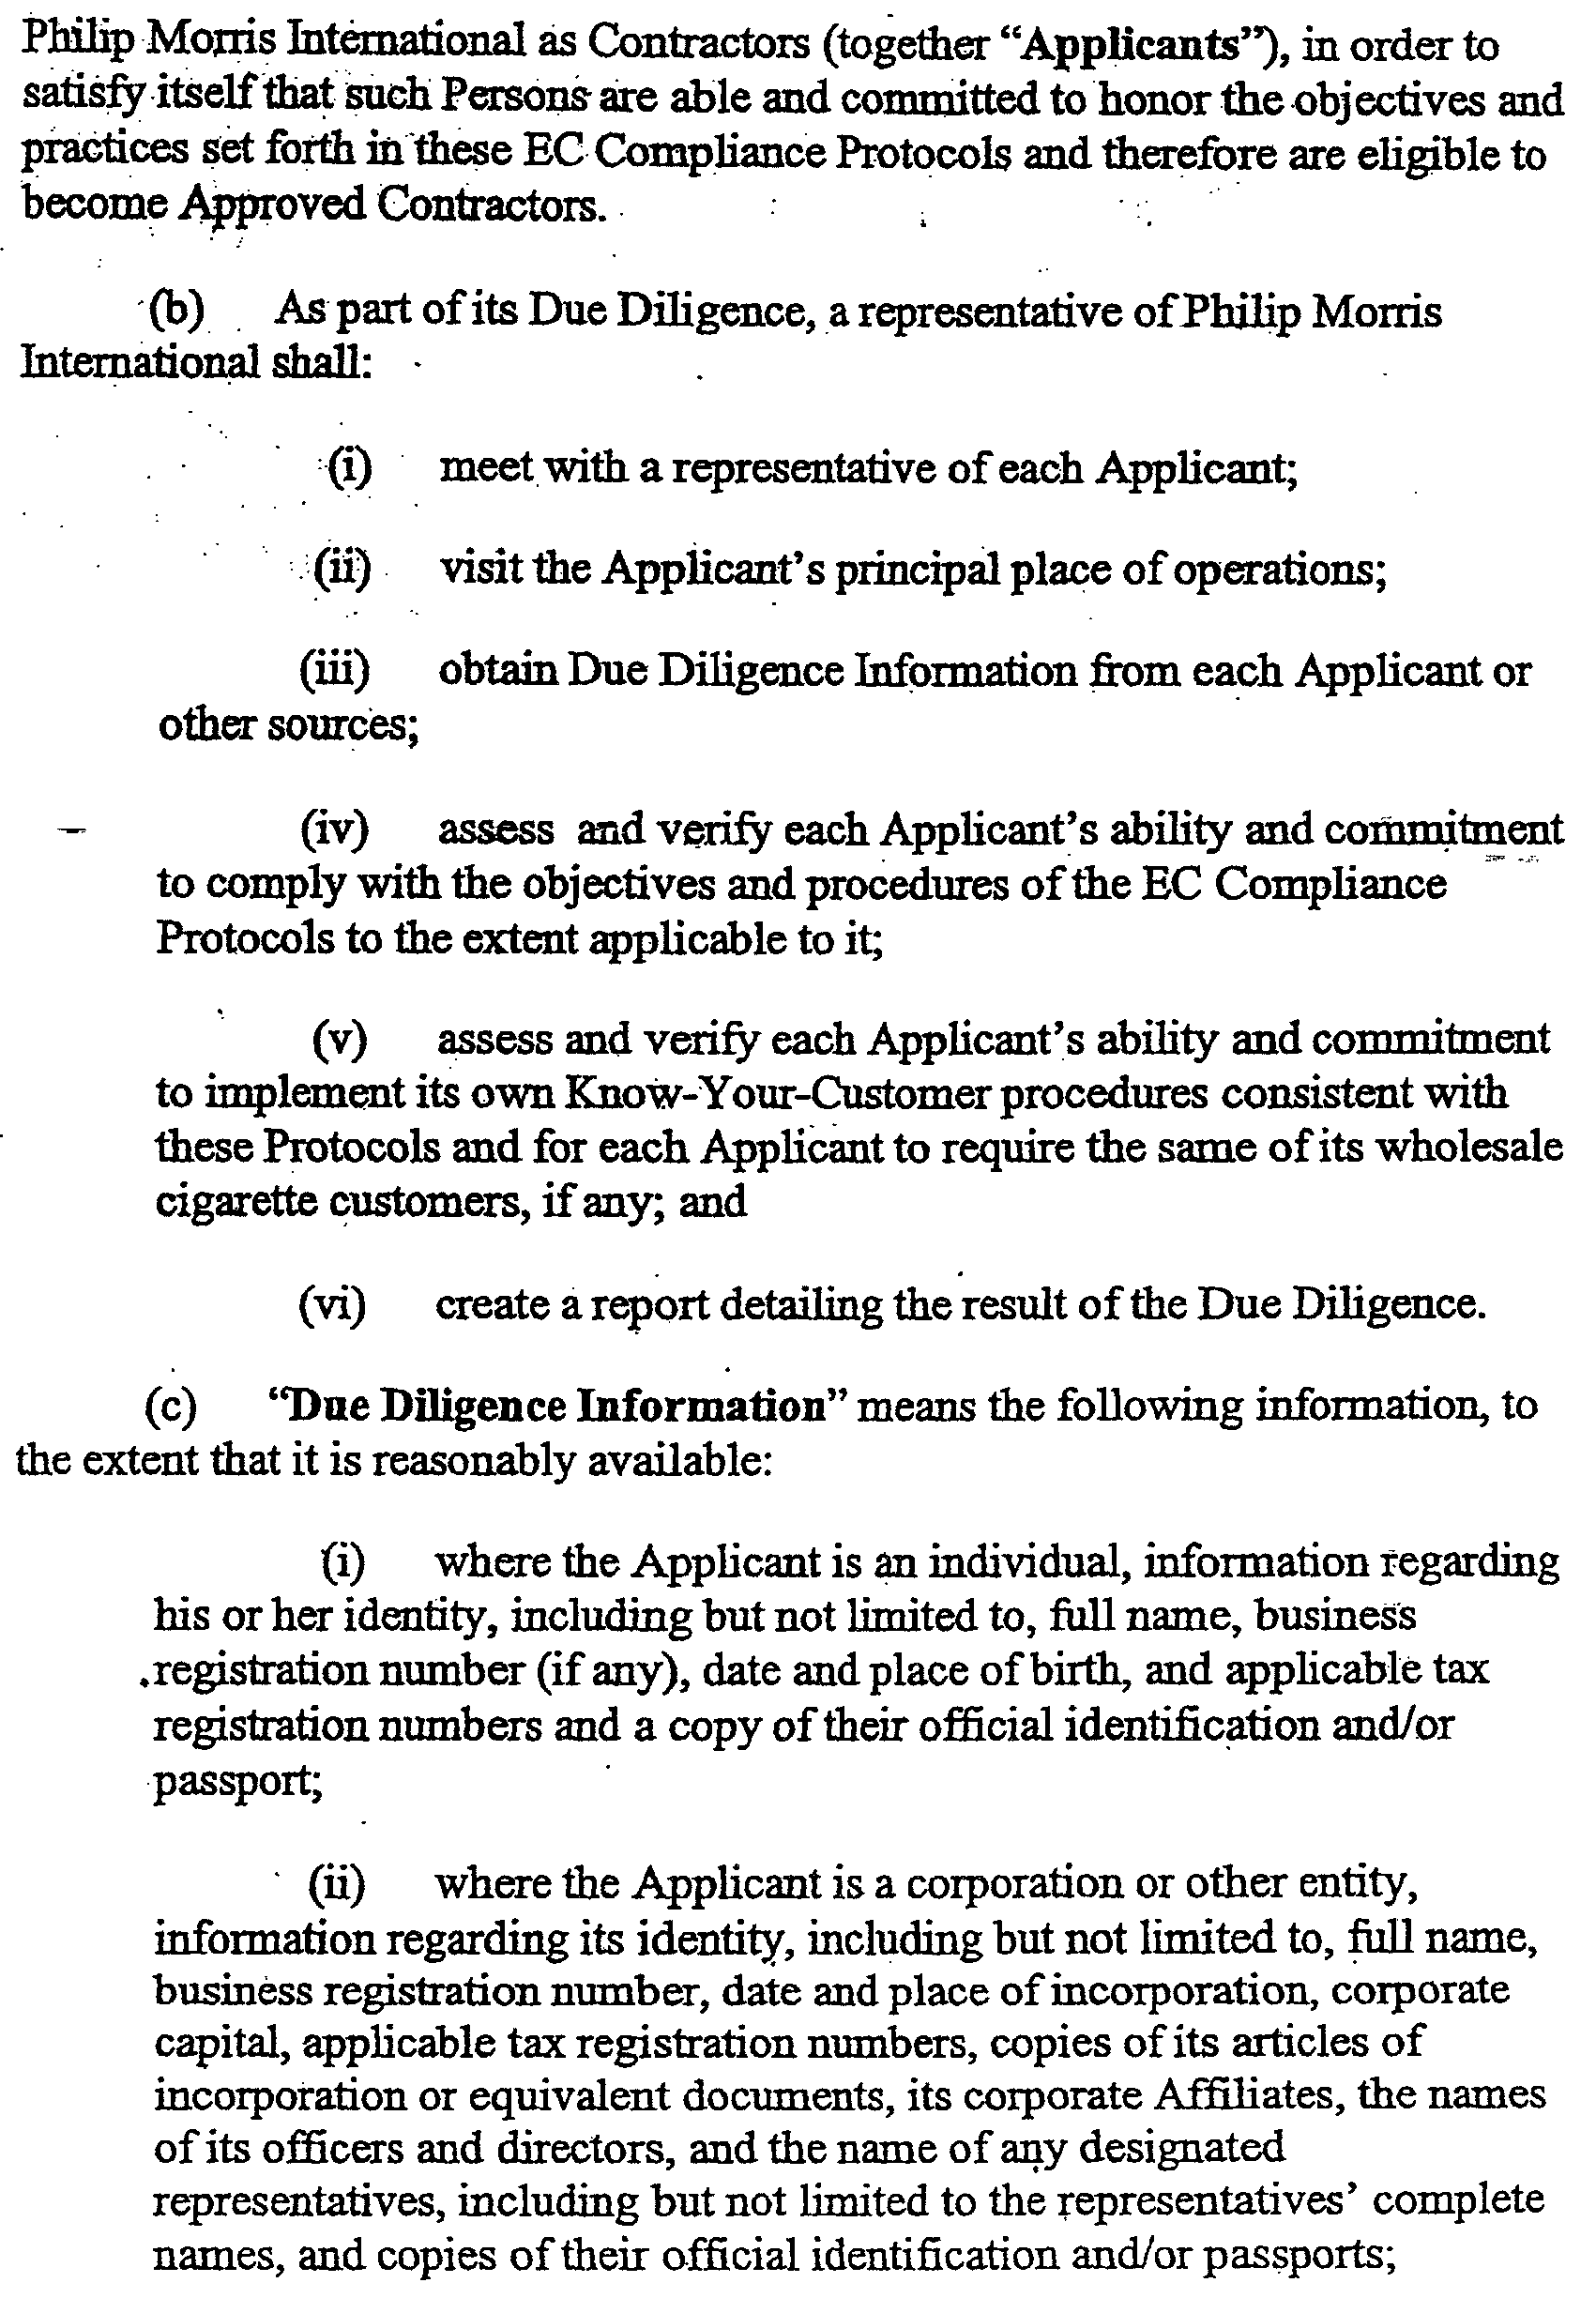 Philip Morris International as Contractors (together “Applicants”), in order to
satisfy itself that such Persons are able and committed to honor the objectives and
practices set forth in these EC Compliance Protocols and therefore are eligible to
become Approved Contractors.
(b) As part of its Due Diligence, a representative of Philip Morris
International shall:
(i) meet with a representative of each Applicant;
(ii) visit the Applicant’s principal place of operations;
(iii) obtain Due Diligence Information from each Applicant or
other sources;
(iv) assess and verify each Applicant’s ability and commitment
to comply with the objectives and procedures of the EC Compliance
Protocols to the extent applicable to it;
(v) assess and verify each Applicant’s ability and commitment
to implement its own Know-Your-Customer procedures consistent with
these Protocols and for each Applicant to require the same of its wholesale
cigarette customers, if any; and
(vi) create a report detailing the result of the Due Diligence.
(c) “Due Diligence Information” means the following information, to
the extent that it is reasonably available:
(i) where the Applicant is an individual, information regarding
his or her identity, including but not limited to, full name, business
registration number (if any), date and place of birth, and applicable tax
registration numbers and a copy of their official identification and/or
passport;
(ii) where the Applicant is a corporation or other entity,
information regarding its identity, including but not limited to, full name,
business registration number, date and place of incorporation, corporate
capital, applicable tax registration numbers, copies of its articles of
incorporation or equivalent documents, its corporate Affiliates, the names
of its officers and directors, and the name of any designated
representatives, including but not limited to the representatives’ complete
names, and copies of their official identification and/or passports;